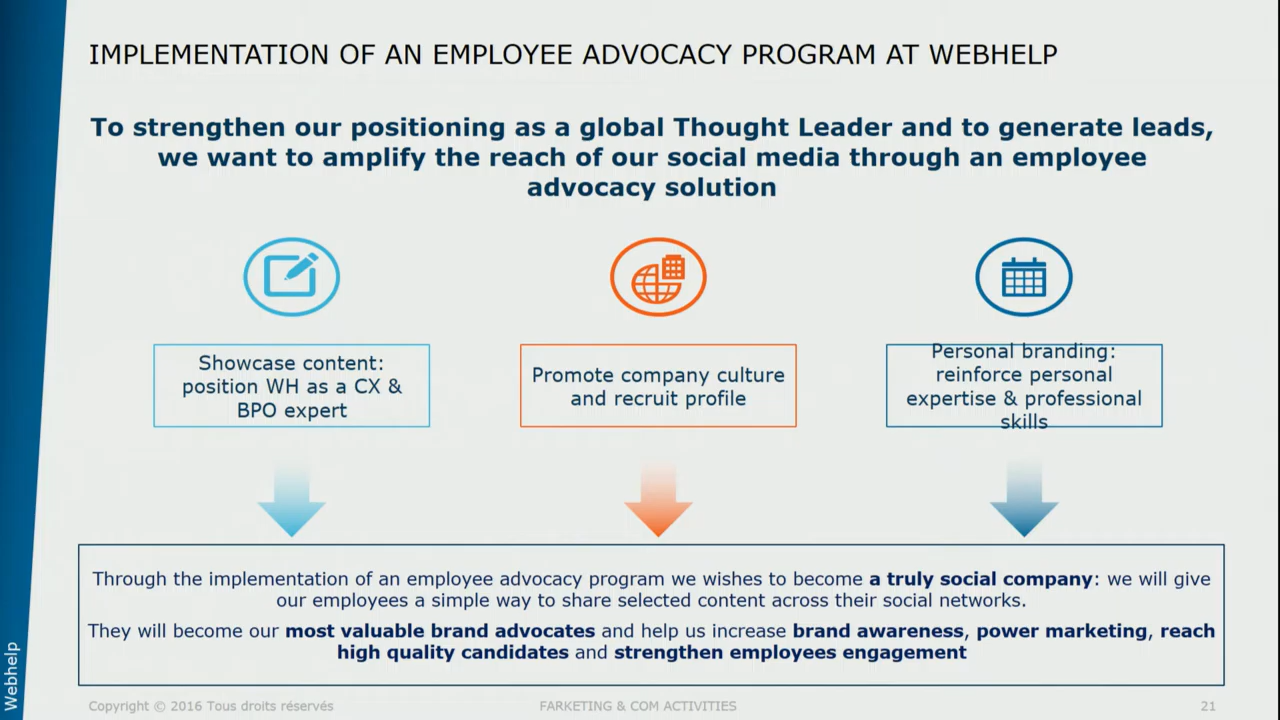 IMPLEMENTATION OF AN EMPLOYEE ADVOCACY PROGRAM AT WEBHELP
To strengthen our positioning as a global Thought Leader and to generate leads,
we want to amplify the reach of our social media through an employee
advocacy solution
Showcase content:
position WH as a CX &
BPO expert
Promote company culture
and recruit profile
Personal branding:
reinforce personal
expertise & professional
skills
Through the implementation of an employee advocacy program we wishes to become a truly social company: we will give
our employees a simple way to share selected content across their social networks.
They will become our most valuable brand advocates and help us increase brand awareness, power marketing, reach
high quality candidates and strengthen employees engagement
Webhelp
Copyright © 2016 Tous droits réservés
FARKETING & COM ACTIVITIES
21